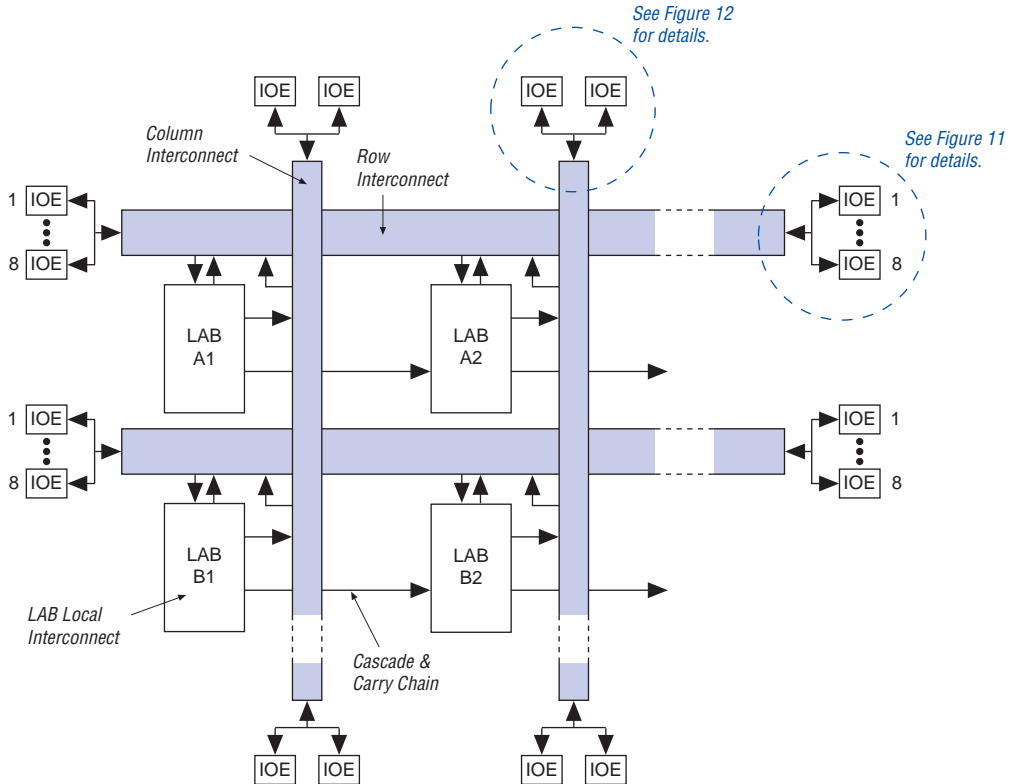 See Figure 12
for details.
IOE IOE IOE IOE
Column
Interconnect
Row
Interconnect
See Figure 11
for details.
1 IOE IOE 1
8 IOE IOE 8
LAB
A1
LAB
A2
1 IOE IOE 1
8 IOE IOE 8
LAB
B1
LAB
B2
LAB Local
Interconnect
Cascade &
Carry Chain
IOE IOE IOE IOE